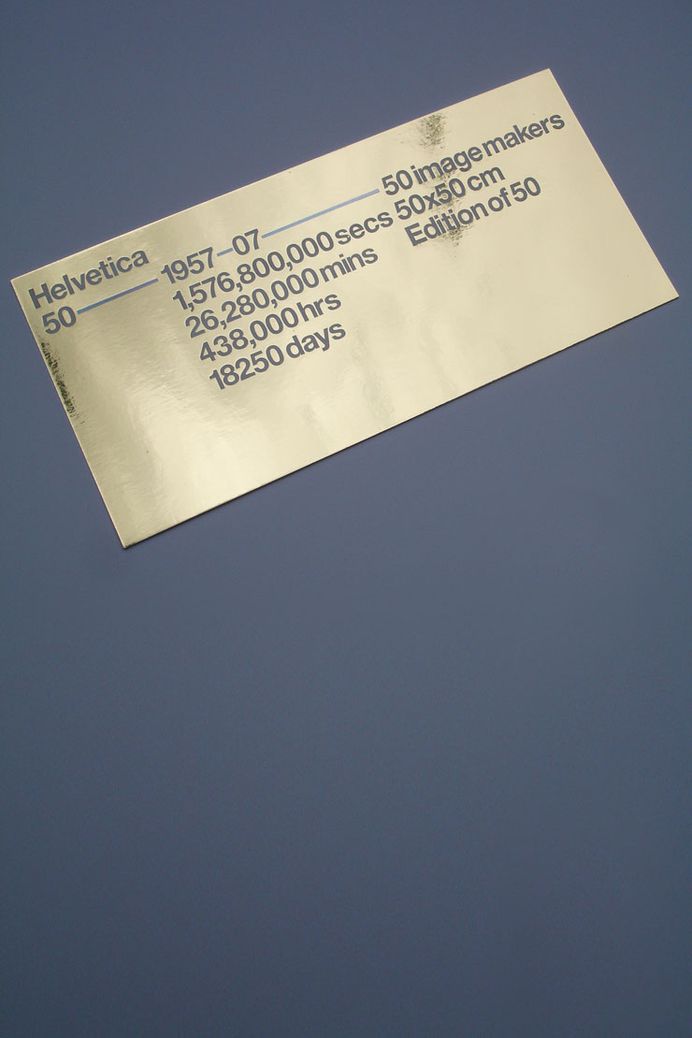 Helvetica
50 — 1957–07 — 50 image makers
1,576,800,000 secs 50x50 cm
26,280,000 mins Edition of 50
438,000 hrs
18250 days